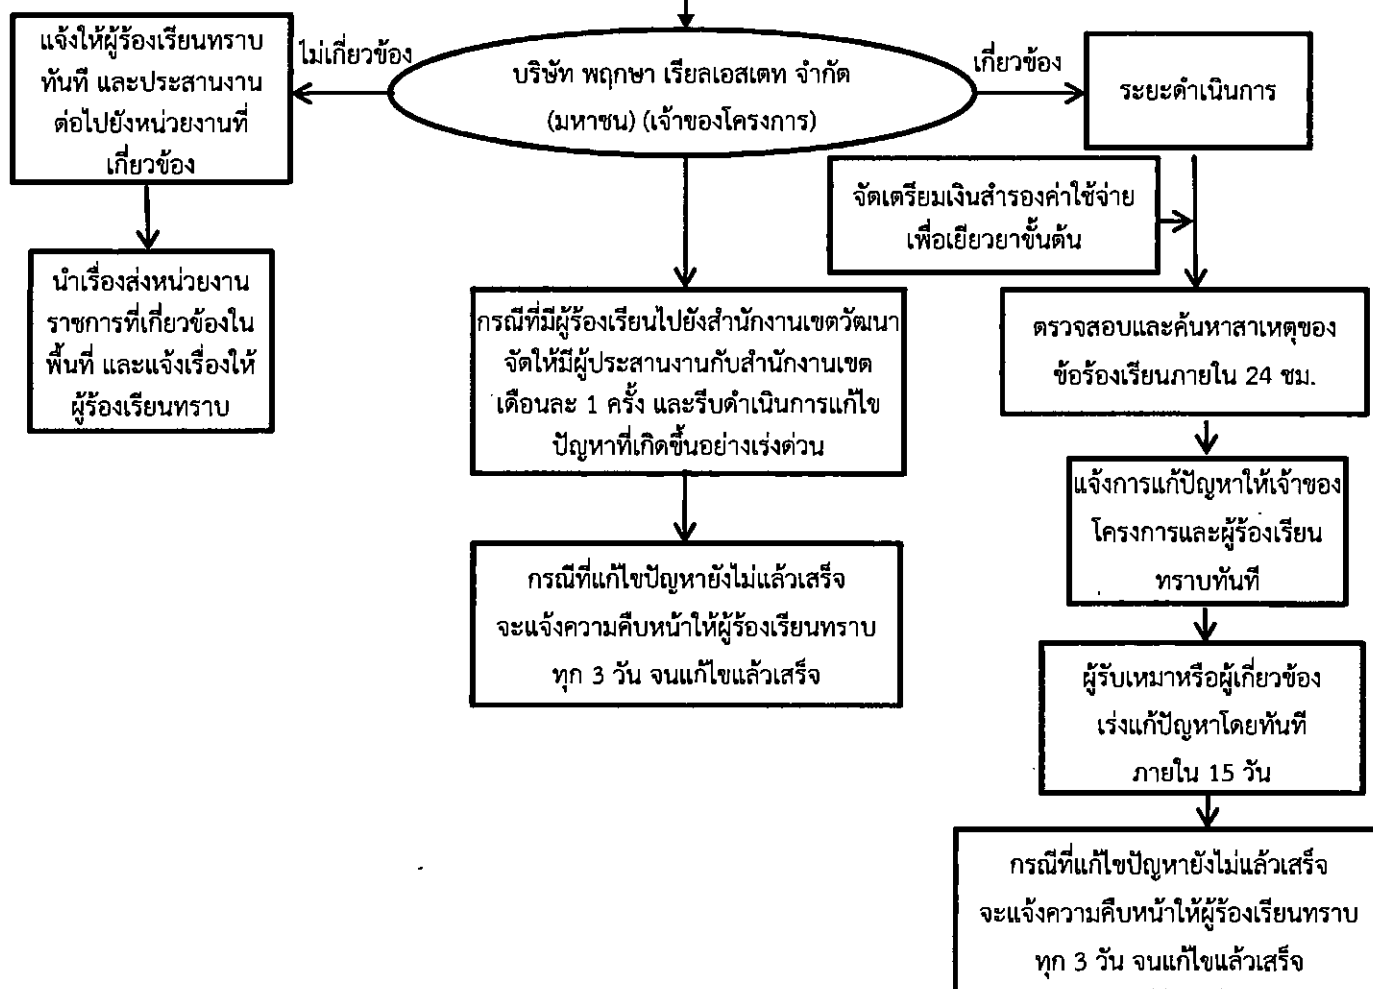 แจ้งให้ผู้ร้องเรียนทราบ
ทันที และประสานงาน
ต่อไปยังหน่วยงานที่
เกี่ยวข้อง
ไม่เกี่ยวข้อง
บริษัท พฤกษา เรียลเอสเตท จำกัด
(มหาชน) (เจ้าของโครงการ)
เกี่ยวข้อง
ระยะดำเนินการ
จัดเตรียมเงินสำรองค่าใช้จ่าย
เพื่อเยียวยาขั้นต้น
นำเรื่องส่งหน่วยงาน
ราชการที่เกี่ยวข้องใน
พื้นที่ และแจ้งเรื่องให้
ผู้ร้องเรียนทราบ
กรณีที่มีผู้ร้องเรียนไปยังสำนักงานเขตวัฒนา
จัดให้มีผู้ประสานงานกับสำนักงานเขต
เดือนละ 1 ครั้ง และรีบดำเนินการแก้ไข
ปัญหาที่เกิดขึ้นอย่างเร่งด่วน
ตรวจสอบและค้นหาสาเหตุของ
ข้อร้องเรียนภายใน 24 ชม.
แจ้งการแก้ปัญหาให้เจ้าของ
โครงการและผู้ร้องเรียน
ทราบทันที
กรณีที่แก้ไขปัญหายังไม่แล้วเสร็จ
จะแจ้งความคืบหน้าให้ผู้ร้องเรียนทราบ
ทุก 3 วัน จนแก้ไขแล้วเสร็จ
ผู้รับเหมาหรือผู้เกี่ยวข้อง
เร่งแก้ปัญหาโดยทันที
ภายใน 15 วัน
กรณีที่แก้ไขปัญหายังไม่แล้วเสร็จ
จะแจ้งความคืบหน้าให้ผู้ร้องเรียนทราบ
ทุก 3 วัน จนแก้ไขแล้วเสร็จ